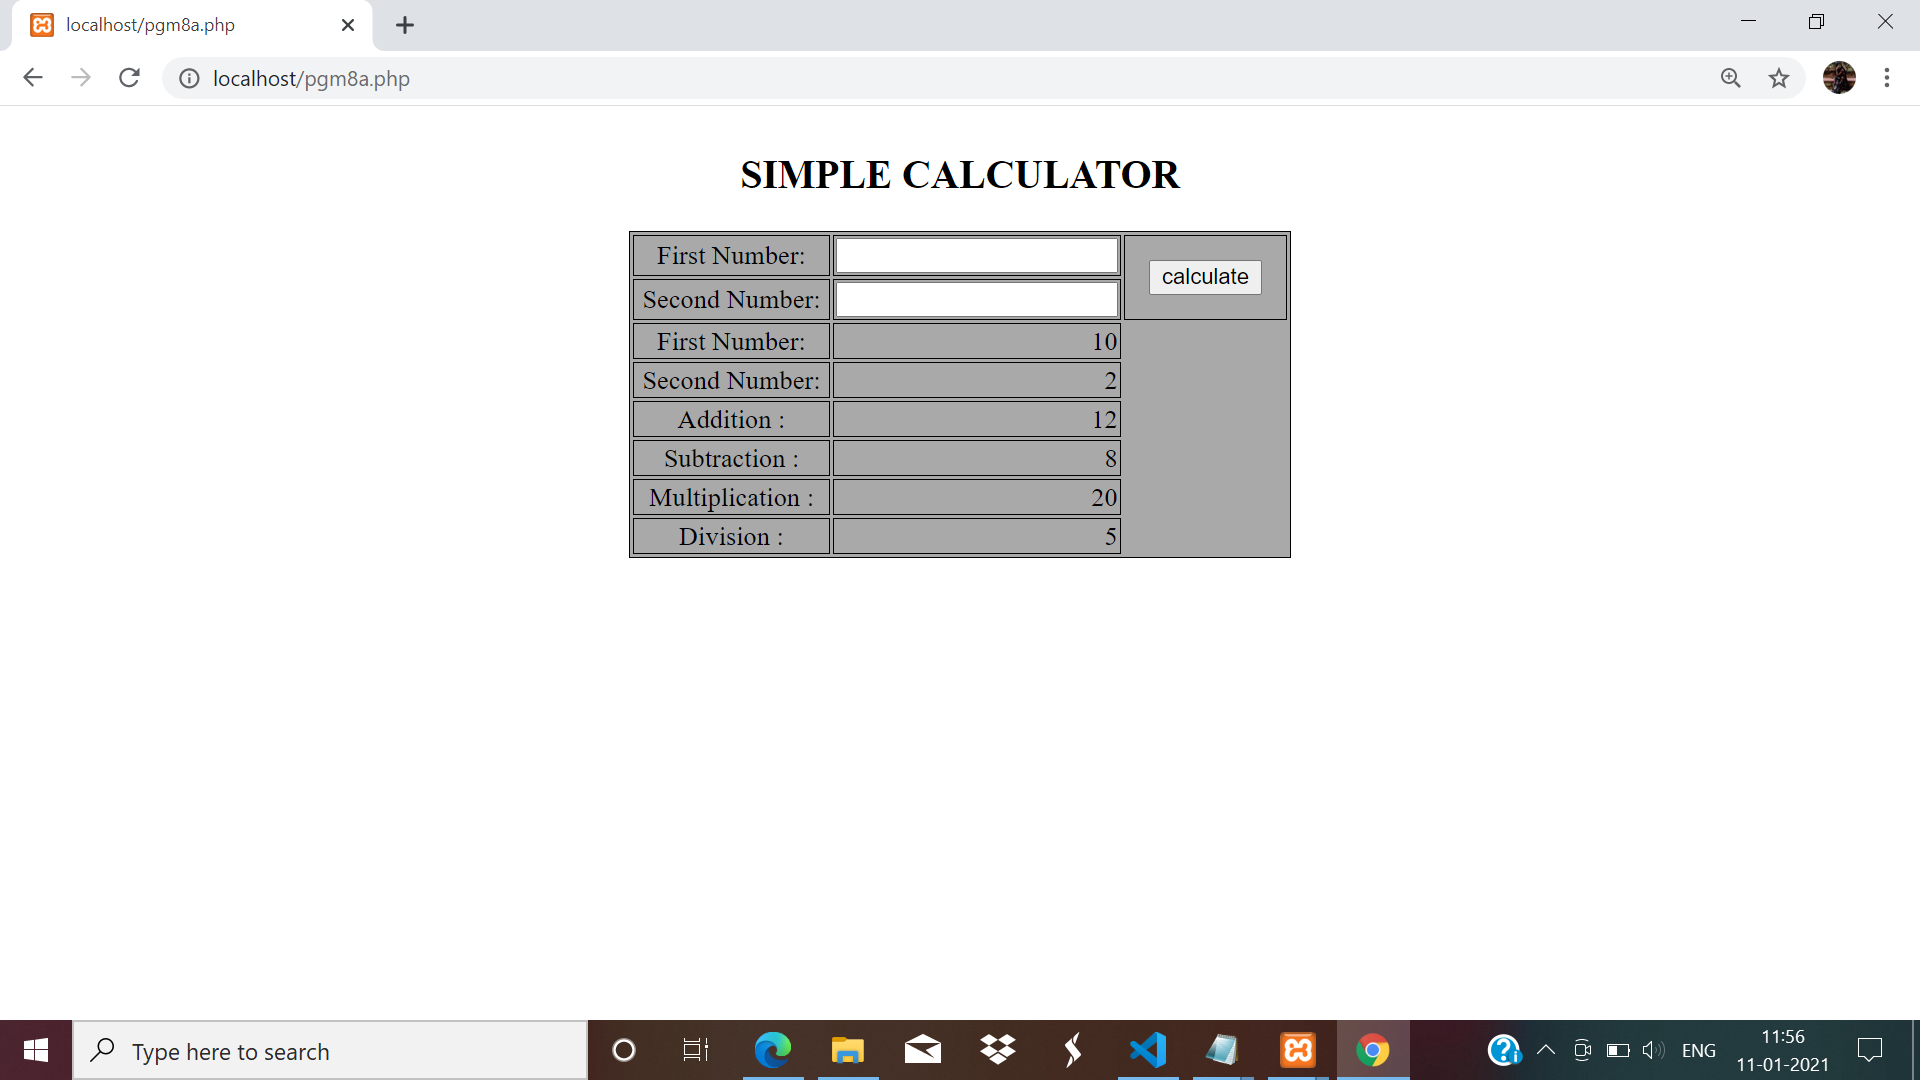 localhost/pgm8a.php
localhost/pgm8a.php
SIMPLE CALCULATOR
First Number:
calculate
Second Number:
First Number: 10
Second Number: 2
Addition : 12
Subtraction : 8
Multiplication : 20
Division : 5
Type here to search
ENG
11:56
11-01-2021